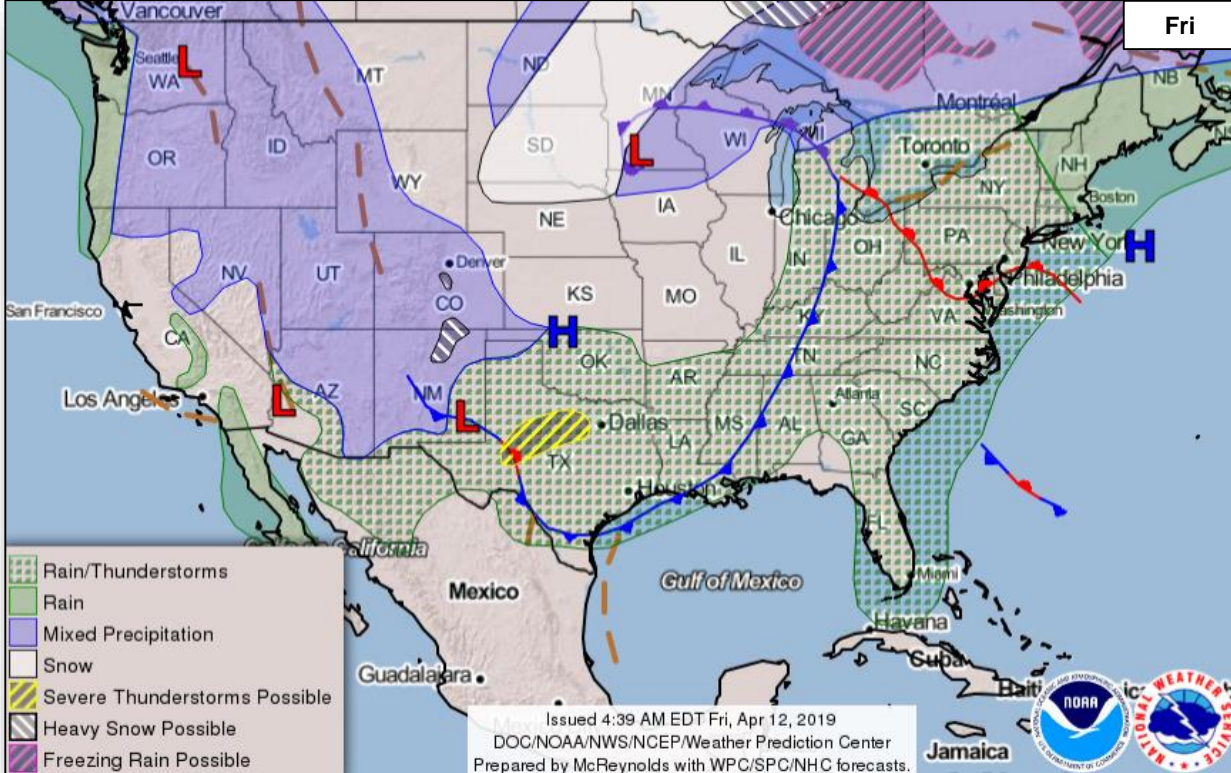 Fri
Vancouver
Seattle
L
WA
MT
ND
MN
Montréal
NB
OR
ID
SD
L
WI
MI
Toronto
NH
WY
NY
Boston
NE
IA
Chicago
PA
New York
H
NV
UT
Denver
IL
IN
OH
Philadelphia
San Francisco
CO
KS
MO
Washington
CA
H
KY
VA
OK
TN
NC
Los Angeles
L
AZ
NM
L
AR
Atlanta
SC
Dallas
MS
AL
GA
TX
LA
Houston
FL
California
Miami
Gulf of Mexico
Mexico
Havana
Cuba
Guadalajara
Jamaica
Rain/Thunderstorms
Rain
Mixed Precipitation
Snow
Severe Thunderstorms Possible
Heavy Snow Possible
Freezing Rain Possible
Issued 4:39 AM EDT Fri, Apr 12, 2019
DOC/NOAA/NWS/NCEP/Weather Prediction Center
Prepared by McReynolds with WPC/SPC/NHC forecasts.
NOAA
NATIONAL WEATHER SERVICE